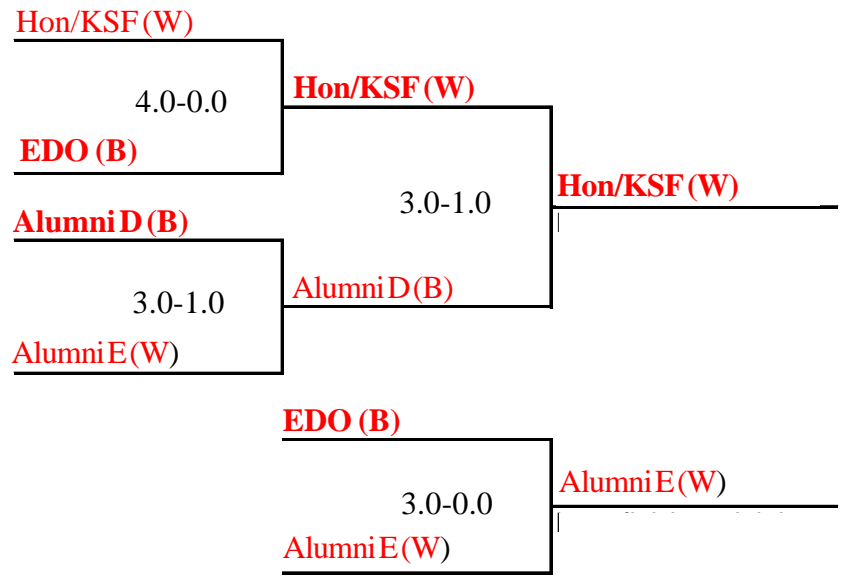 Hon/KSF (W)
4.0-0.0
Hon/KSF (W)
EDO (B)
3.0-1.0
Hon/KSF (W)
Alumni D (B)
3.0-1.0
Alumni D (B)
Alumni E (W)
EDO (B)
3.0-0.0
Alumni E (W)
Alumni E (W)